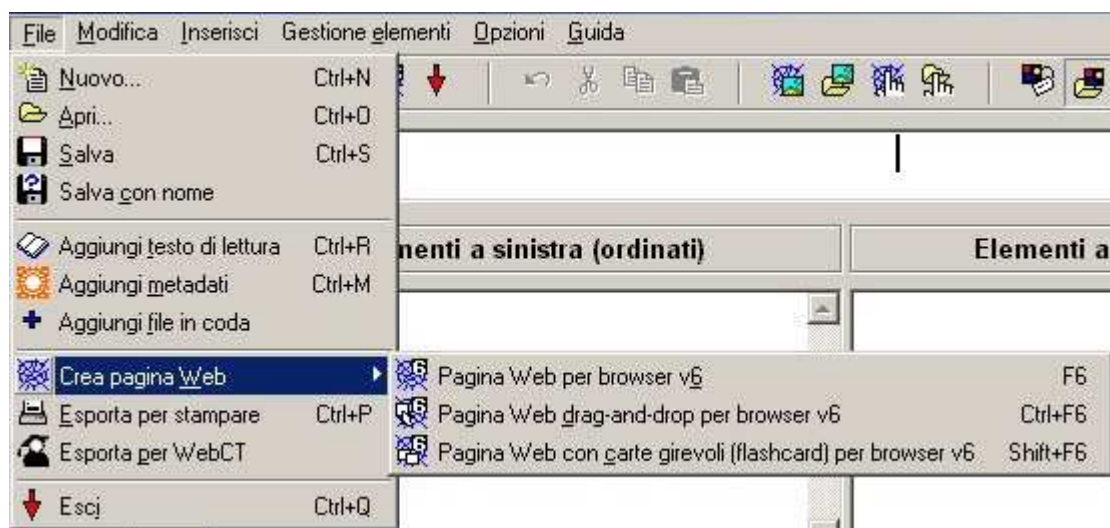 File Modifica Inserisci Gestione elementi Opzioni Guida
Nuovo... Ctrl+N
Apri... Ctrl+O
Salva Ctrl+S
Salva con nome
Aggiungi testo di lettura Ctrl+R
Aggiungi metadati Ctrl+M
Aggiungi file in coda
menti a sinistra (ordinati) Elementi a
Crea pagina Web
Esporta per stampare Ctrl+P
Esporta per WebCT
Esci Ctrl+Q
Pagina Web per browser v6 F6
Pagina Web drag-and-drop per browser v6 Ctrl+F6
Pagina Web con carte girevoli (flashcard) per browser v6 Shift+F6